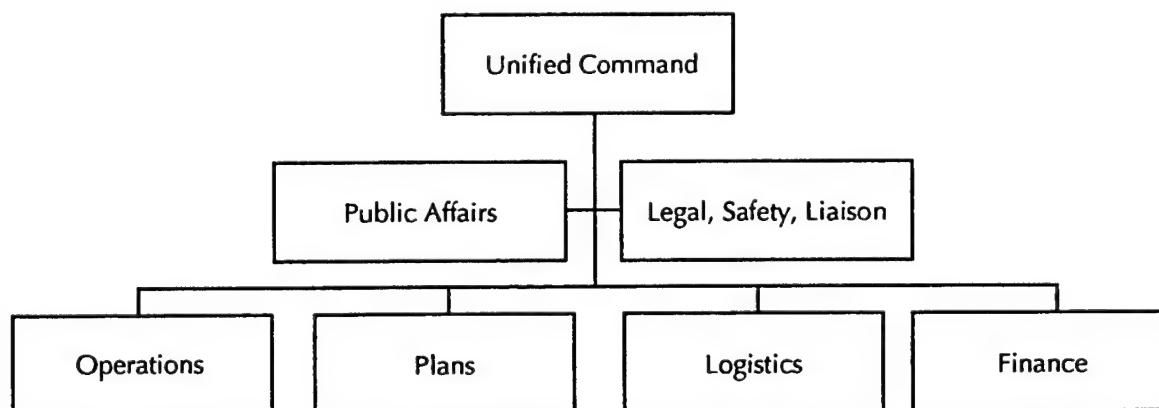 Unified Command
Public Affairs
Legal, Safety, Liaison
Operations
Plans
Logistics
Finance